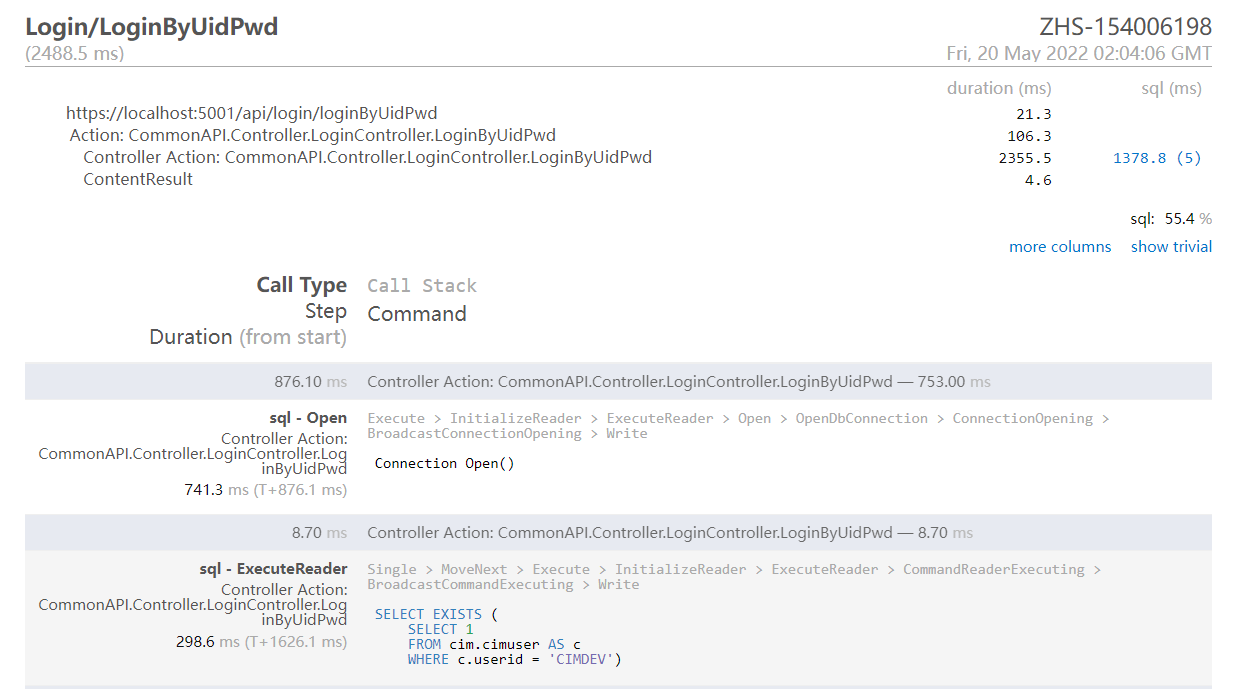 Login/LoginByUidPwd ZHS-154006198
(2488.5 ms) Fri, 20 May 2022 02:04:06 GMT
duration (ms) sql (ms)
https://localhost:5001/api/login/loginByUidPwd 21.3
Action: CommonAPI.Controller.LoginController.LoginByUidPwd 106.3
Controller Action: CommonAPI.Controller.LoginController.LoginByUidPwd 2355.5 1378.8 (5)
ContentResult 4.6
sql: 55.4 %
more columns show trivial
Call Type Call Stack
Step Command
Duration (from start)
876.10 ms Controller Action: CommonAPI.Controller.LoginController.LoginByUidPwd — 753.00 ms
sql - Open Execute > InitializeReader > ExecuteReader > Open > OpenDbConnection > ConnectionOpening >
Controller Action: BroadcastConnectionOpening > Write
CommonAPI.Controller.LoginController.Log
inByUidPwd Connection Open()
741.3 ms (T+876.1 ms)
8.70 ms Controller Action: CommonAPI.Controller.LoginController.LoginByUidPwd — 8.70 ms
sql - ExecuteReader Single > MoveNext > Execute > InitializeReader > ExecuteReader > CommandReaderExecuting >
Controller Action: BroadcastCommandExecuting > Write
CommonAPI.Controller.LoginController.Log
inByUidPwd SELECT EXISTS (
SELECT 1
298.6 ms (T+1626.1 ms) FROM cim.cimuser AS c
WHERE c.userid = 'CIMDEV')